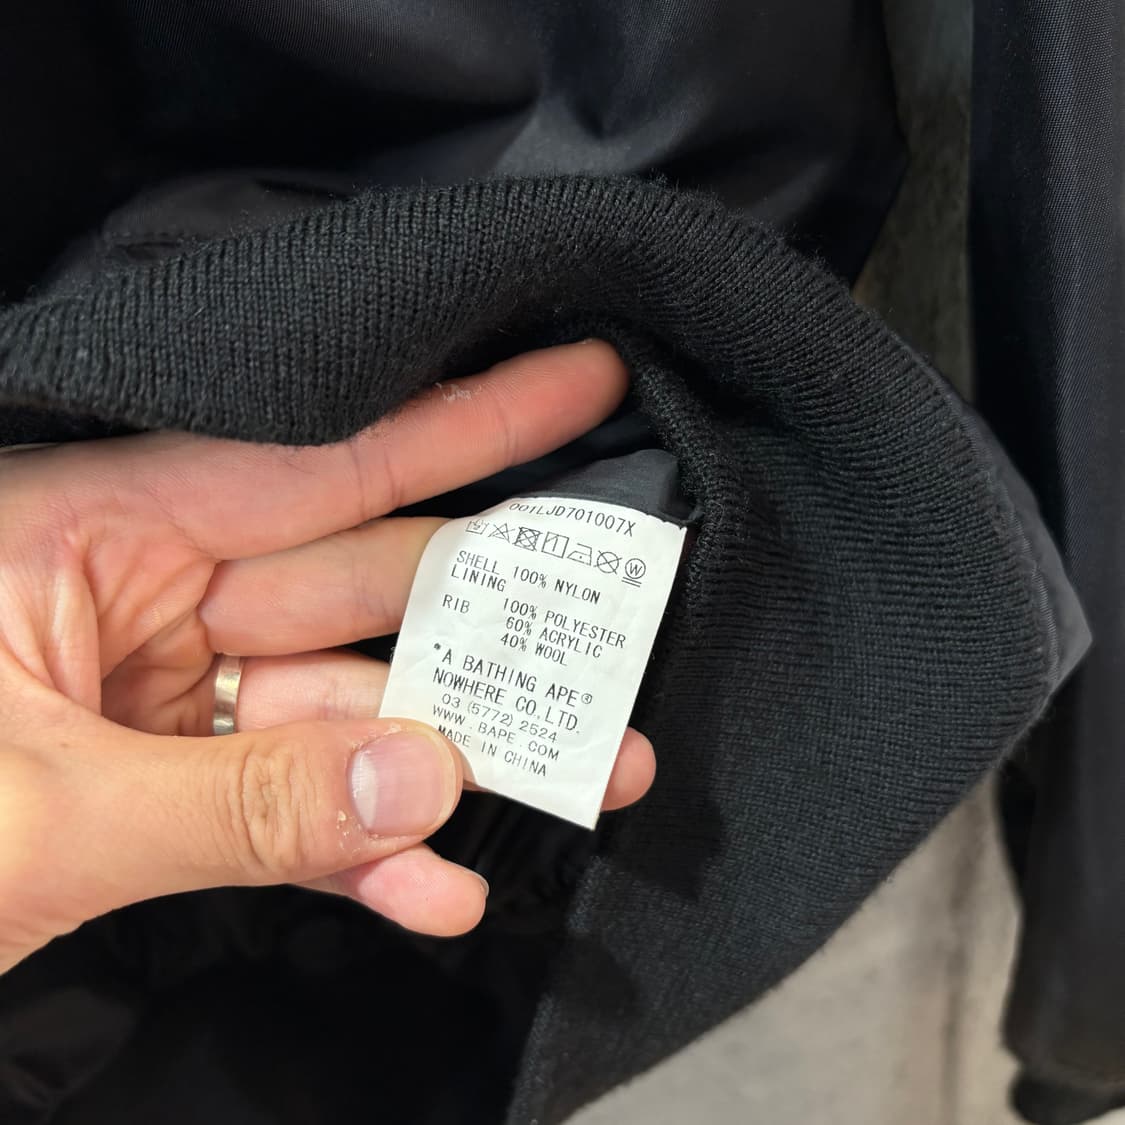 001LJD701007X
SHELL 100% NYLON
LINING
100% POLYESTER
RIB 60% ACRYLIC
40% WOOL
*A BATHING APE®
NOWHERE CO.,LTD.
03 (5772) 2524
WWW.BAPE.COM
MADE IN CHINA